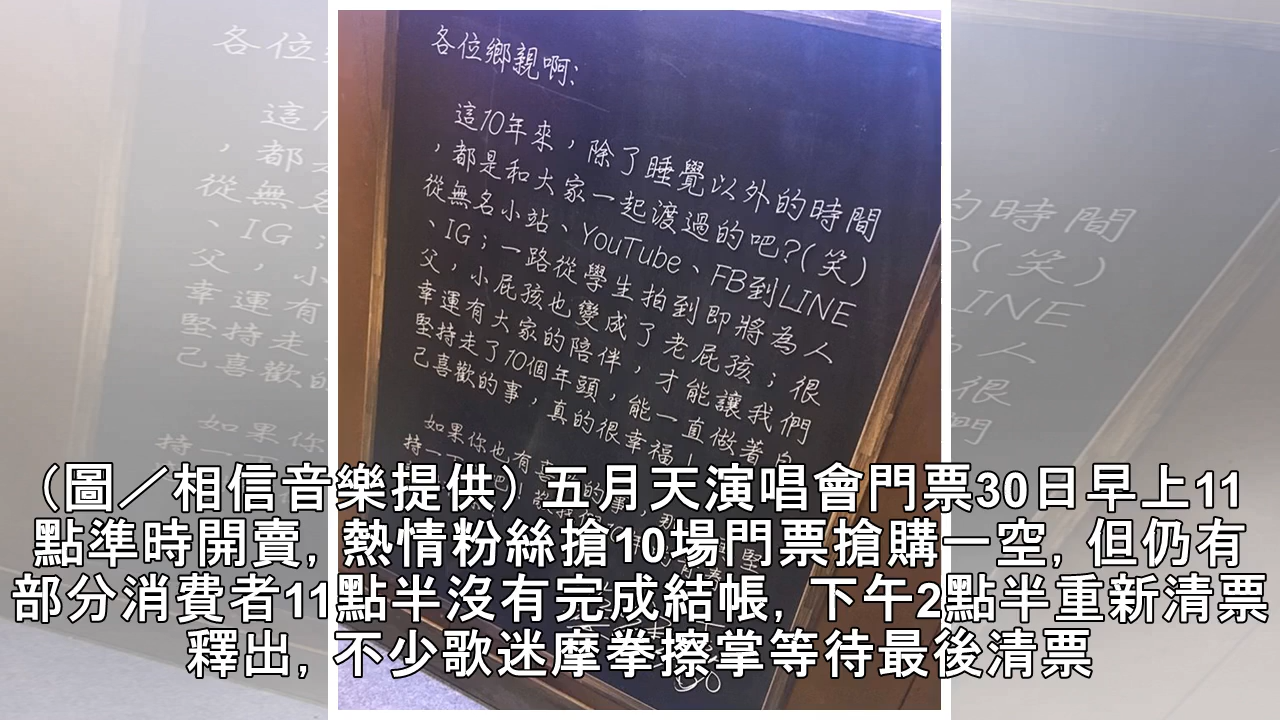 各位鄉親啊:
這10年來，除了睡覺以外的時間
，都是和大家一起渡過的吧?(笑)
從無名小站、YouTube、FB到LINE
、IG；一路從學生拍到即將為人
父，小屁孩也變成了老屁孩；很
幸運有大家的陪伴，才能讓我們
堅持走了10個年頭，能一直做著自
己喜歡的事，真的很幸福!
如果你也有喜歡的事
持一下吧!
(圖／相信音樂提供) 五月天演唱會門票30日早上11
點準時開賣, 熱情粉絲搶10場門票搶購一空, 但仍有
部分消費者11點半沒有完成結帳, 下午2點半重新清票
釋出, 不少歌迷摩拳擦掌等待最後清票